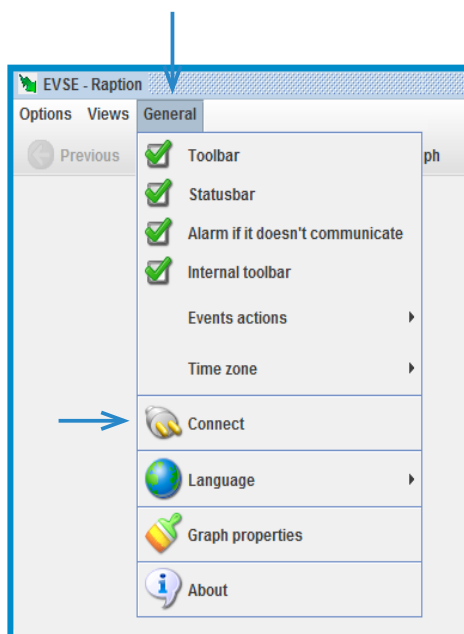 EVSE - Raption
Options Views General
Previous ph
Toolbar
Statusbar
Alarm if it doesn't communicate
Internal toolbar
Events actions
Time zone
Connect
Language
Graph properties
About